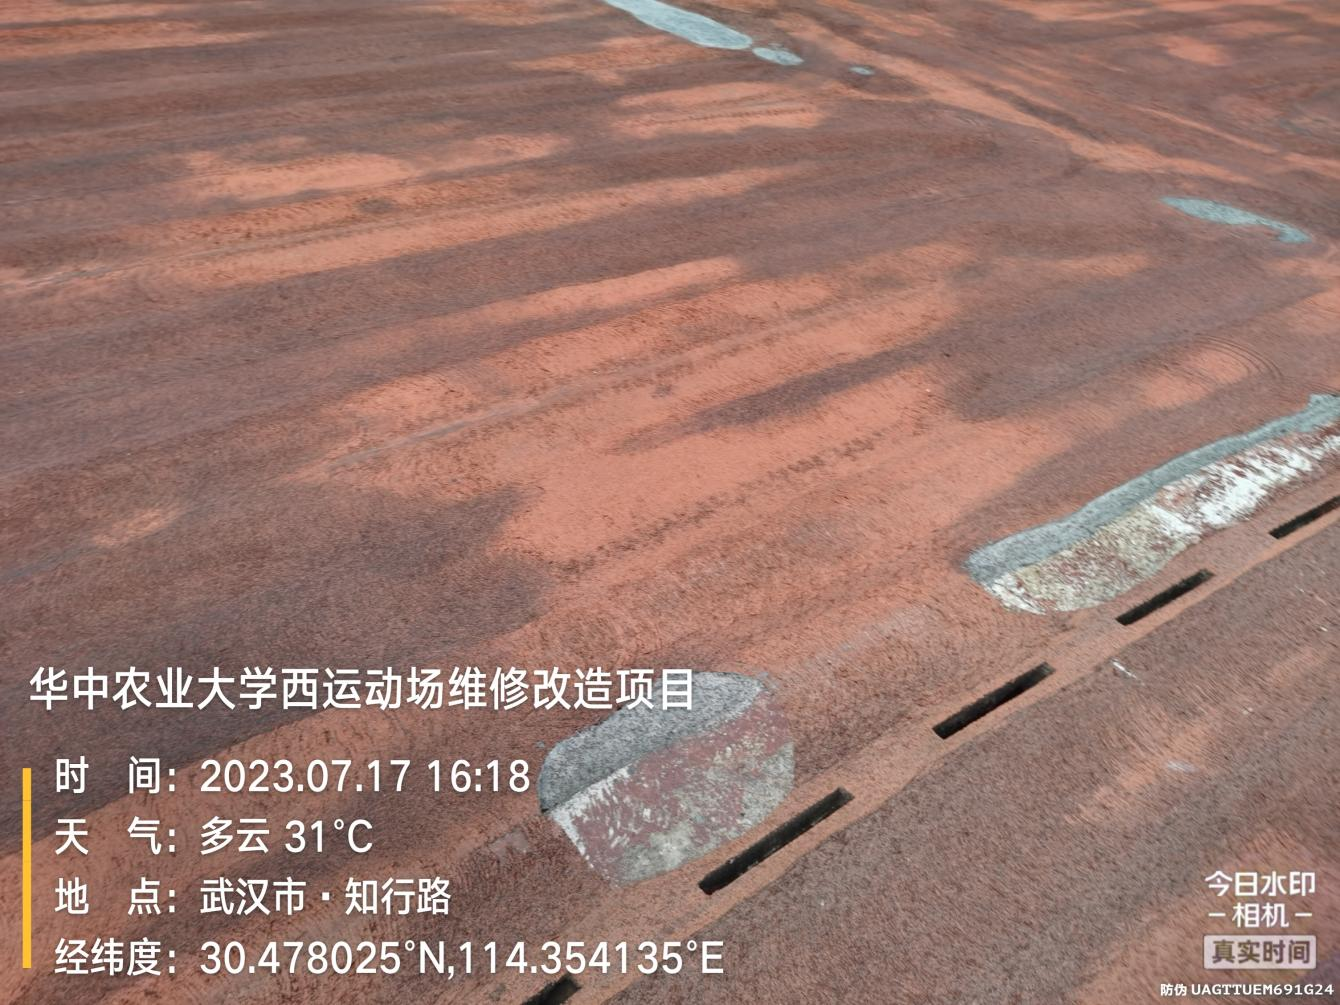 华中农业大学西运动场维修改造项目
时 间：2023.07.17 16:18
天 气：多云 31℃
地 点：武汉市·知行路
经纬度：30.478025°N,114.354135°E
今日水印
相机
真实时间
防伪 UAGTTUEM691G24